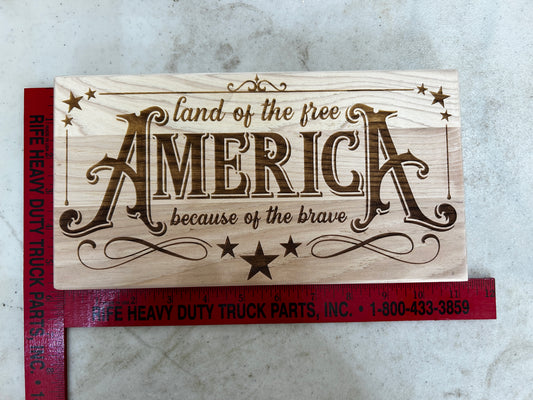 land of the free
AMERICA
because of the brave
RIFE HEAVY DUTY TRUCK PARTS, INC. • 1-800-433-3859
RIFE HEAVY DUTY TRUCK PARTS, INC. •